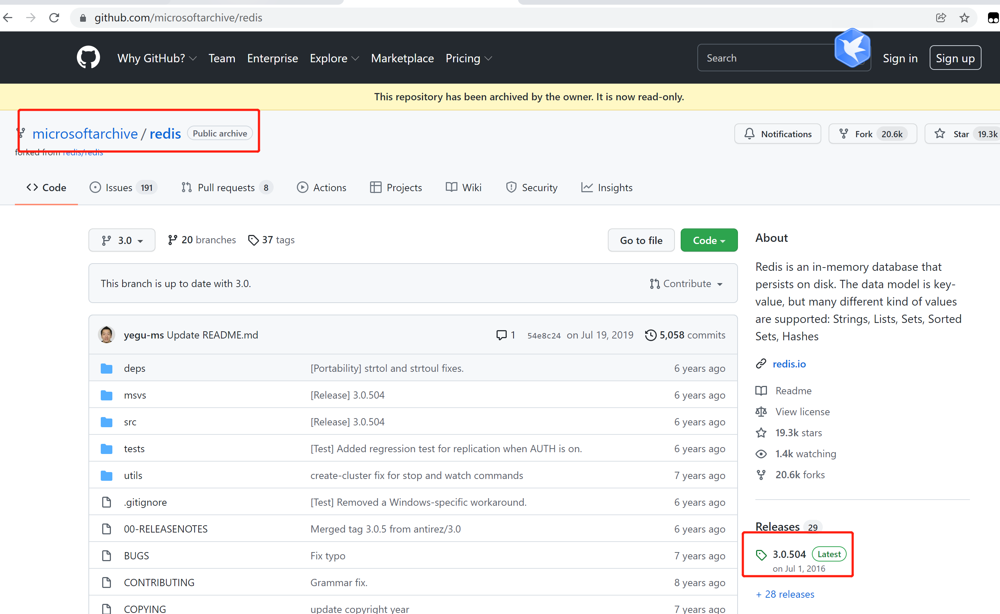 github.com/microsoftarchive/redis
Why GitHub? Team Enterprise Explore Marketplace Pricing Search Sign in Sign up
This repository has been archived by the owner. It is now read-only.
microsoftarchive / redis Public archive Notifications Fork 20.6k Star 19.3k
forked from redis/redis
Code Issues 191 Pull requests 8 Actions Projects Wiki Security Insights
3.0 20 branches 37 tags Go to file Code
This branch is up to date with 3.0. Contribute
yegu-ms Update README.md 1 54e8c24 on Jul 19, 2019 5,058 commits
deps [Portability] strtol and strtoul fixes. 6 years ago
msvs [Release] 3.0.504 6 years ago
src [Release] 3.0.504 6 years ago
tests [Test] Added regression test for replication when AUTH is on. 6 years ago
utils create-cluster fix for stop and watch commands 7 years ago
.gitignore [Test] Removed a Windows-specific workaround. 6 years ago
00-RELEASENOTES Merged tag 3.0.5 from antirez/3.0 6 years ago
BUGS Fix typo 7 years ago
CONTRIBUTING Grammar fix. 8 years ago
COPYING update copyright year 7 years ago
About
Redis is an in-memory database that
persists on disk. The data model is key-
value, but many different kind of values
are supported: Strings, Lists, Sets, Sorted
Sets, Hashes
redis.io
Readme
View license
19.3k stars
1.4k watching
20.6k forks
Releases 29
3.0.504 Latest
on Jul 1, 2016
+ 28 releases